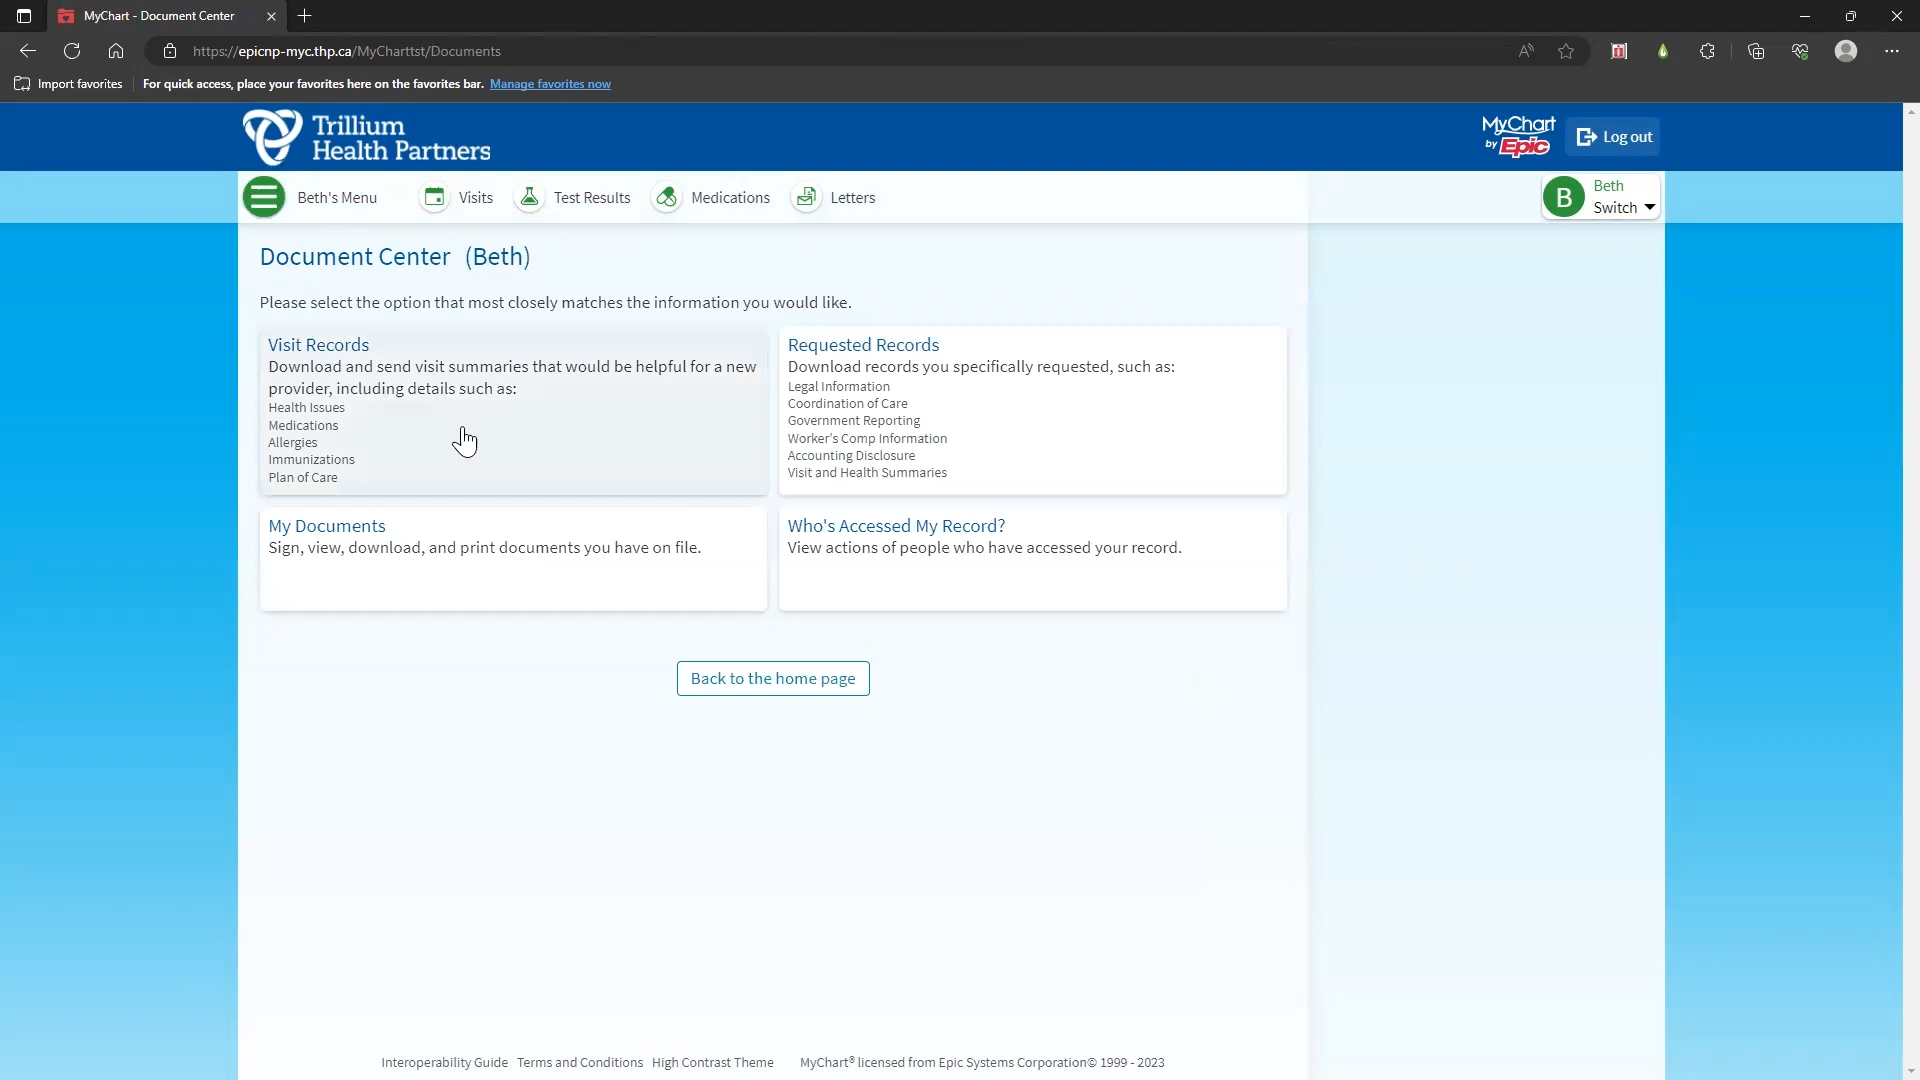 MyChart - Document Center
https://epicnp-myc.thp.ca/MyCharttst/Documents
Import favorites
For quick access, place your favorites here on the favorites bar. Manage favorites now
Trillium
Health Partners
MyChart
by Epic
Log out
Beth's Menu
Visits
Test Results
Medications
Letters
B
Beth
Switch
Document Center (Beth)
Please select the option that most closely matches the information you would like.
Visit Records
Download and send visit summaries that would be helpful for a new
provider, including details such as:
Health Issues
Medications
Allergies
Immunizations
Plan of Care
Requested Records
Download records you specifically requested, such as:
Legal Information
Coordination of Care
Government Reporting
Worker's Comp Information
Accounting Disclosure
Visit and Health Summaries
My Documents
Sign, view, download, and print documents you have on file.
Who's Accessed My Record?
View actions of people who have accessed your record.
Back to the home page
Interoperability Guide Terms and Conditions High Contrast Theme MyChart® licensed from Epic Systems Corporation© 1999 - 2023